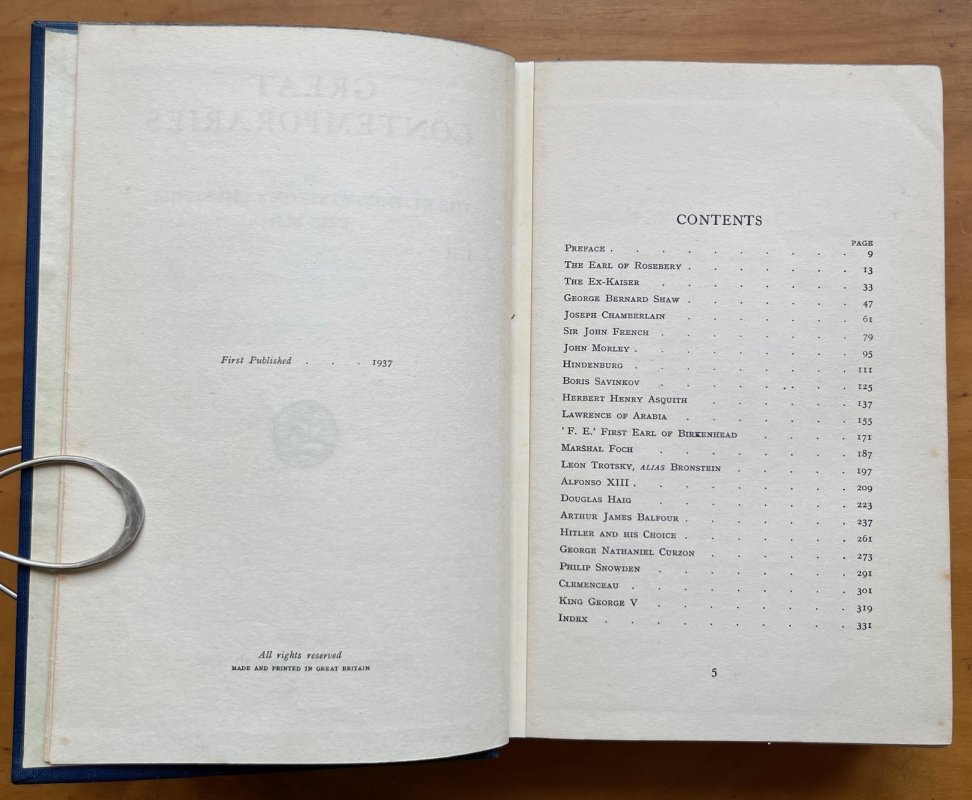 First Published . . 1937
All rights reserved
MADE AND PRINTED IN GREAT BRITAIN
CONTENTS
PAGE
Preface . . . . . . . . . 9
The Earl of Rosebery . . . . . . . 13
The Ex-Kaiser . . . . . . . 33
George Bernard Shaw . . . . . . . 47
Joseph Chamberlain . . . . . . 61
Sir John French . . . . . . . 79
John Morley . . . . . . . . 95
Hindenburg . . . . . . . . 111
Boris Savinkov . . . . . . . 125
Herbert Henry Asquith . . . . . . 137
Lawrence of Arabia . . . . . . 155
‘F. E.’ First Earl of Birkenhead . . . . 171
Marshal Foch . . . . . . . 187
Leon Trotsky, alias Bronstein . . . . . 197
Alfonso XIII . . . . . . . . 209
Douglas Haig . . . . . . . 223
Arthur James Balfour . . . . . . . 237
Hitler and his Choice . . . . . . . 261
George Nathaniel Curzon . . . . . . 273
Philip Snowden . . . . . . . 291
Clemenceau . . . . . . . . 301
King George V . . . . . . . 319
Index . . . . . . . . . 331
5